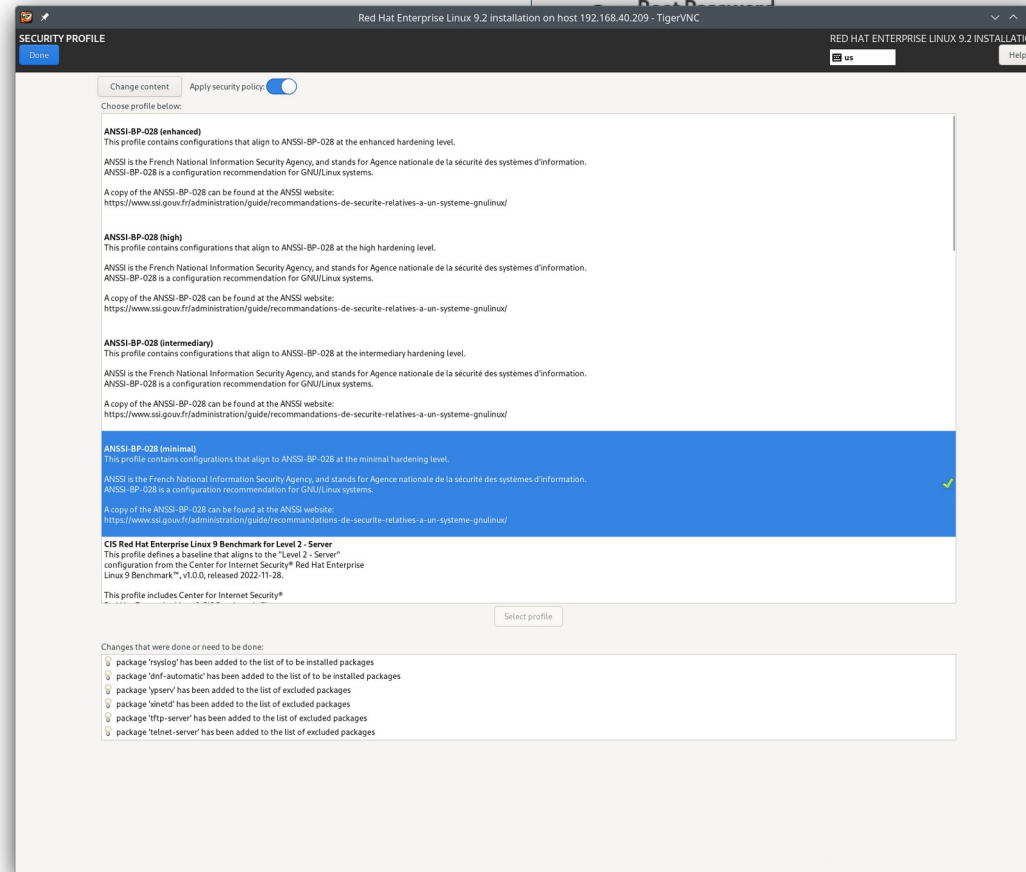 Root Password
Red Hat Enterprise Linux 9.2 installation on host 192.168.40.209 - TigerVNC
SECURITY PROFILE
RED HAT ENTERPRISE LINUX 9.2 INSTALLATI
Done
us
Help
Change content
Apply security policy:
Choose profile below:
ANSSI-BP-028 (enhanced)
This profile contains configurations that align to ANSSI-BP-028 at the enhanced hardening level.
ANSSI is the French National Information Security Agency, and stands for Agence nationale de la sécurité des systèmes d'information.
ANSSI-BP-028 is a configuration recommendation for GNU/Linux systems.
A copy of the ANSSI-BP-028 can be found at the ANSSI website:
https://www.ssi.gouv.fr/administration/guide/recommandations-de-securite-relatives-a-un-systeme-gnulinux/
ANSSI-BP-028 (high)
This profile contains configurations that align to ANSSI-BP-028 at the high hardening level.
ANSSI is the French National Information Security Agency, and stands for Agence nationale de la sécurité des systèmes d'information.
ANSSI-BP-028 is a configuration recommendation for GNU/Linux systems.
A copy of the ANSSI-BP-028 can be found at the ANSSI website:
https://www.ssi.gouv.fr/administration/guide/recommandations-de-securite-relatives-a-un-systeme-gnulinux/
ANSSI-BP-028 (intermediary)
This profile contains configurations that align to ANSSI-BP-028 at the intermediary hardening level.
ANSSI is the French National Information Security Agency, and stands for Agence nationale de la sécurité des systèmes d'information.
ANSSI-BP-028 is a configuration recommendation for GNU/Linux systems.
A copy of the ANSSI-BP-028 can be found at the ANSSI website:
https://www.ssi.gouv.fr/administration/guide/recommandations-de-securite-relatives-a-un-systeme-gnulinux/
ANSSI-BP-028 (minimal)
This profile contains configurations that align to ANSSI-BP-028 at the minimal hardening level.
ANSSI is the French National Information Security Agency, and stands for Agence nationale de la sécurité des systèmes d'information.
ANSSI-BP-028 is a configuration recommendation for GNU/Linux systems.
A copy of the ANSSI-BP-028 can be found at the ANSSI website:
https://www.ssi.gouv.fr/administration/guide/recommandations-de-securite-relatives-a-un-systeme-gnulinux/
CIS Red Hat Enterprise Linux 9 Benchmark for Level 2 - Server
This profile defines a baseline that aligns to the "Level 2 - Server"
configuration from the Center for Internet Security® Red Hat Enterprise
Linux 9 Benchmark™, v1.0.0, released 2022-11-28.
This profile includes Center for Internet Security®
Select profile
Changes that were done or need to be done:
package 'rsyslog' has been added to the list of to be installed packages
package 'dnf-automatic' has been added to the list of to be installed packages
package 'ypserv' has been added to the list of excluded packages
package 'xinetd' has been added to the list of excluded packages
package 'tftp-server' has been added to the list of excluded packages
package 'telnet-server' has been added to the list of excluded packages